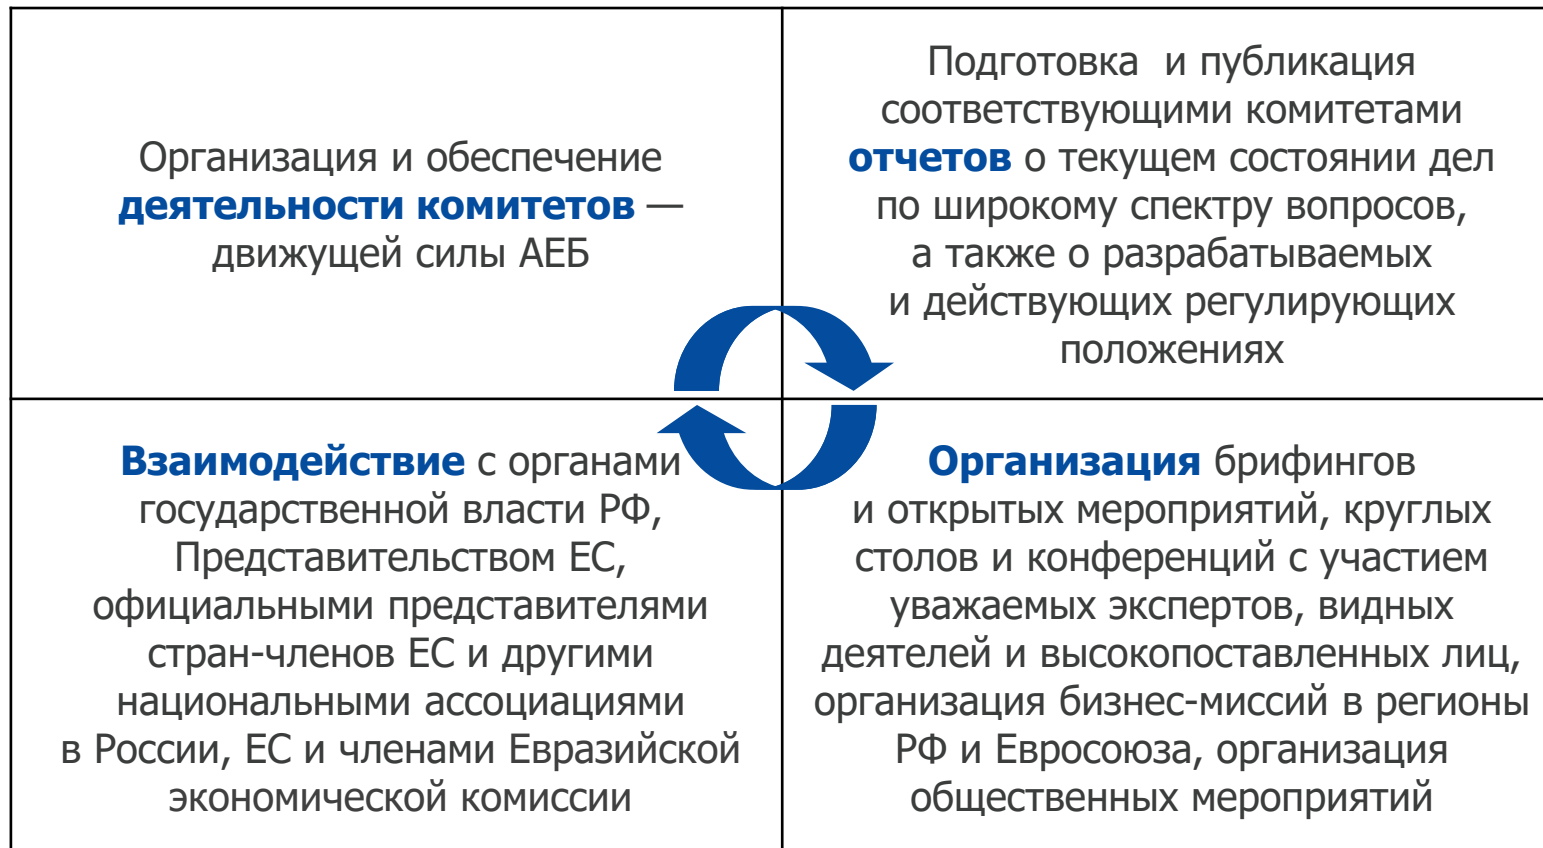 Организация и обеспечение
деятельности комитетов —
движущей силы АЕБ
Подготовка и публикация
соответствующими комитетами
отчетов о текущем состоянии дел
по широкому спектру вопросов,
а также о разрабатываемых
и действующих регулирующих
положениях
Взаимодействие с органами
государственной власти РФ,
Представительством ЕС,
официальными представителями
стран-членов ЕС и другими
национальными ассоциациями
в России, ЕС и членами Евразийской
экономической комиссии
Организация брифингов
и открытых мероприятий, круглых
столов и конференций с участием
уважаемых экспертов, видных
деятелей и высокопоставленных лиц,
организация бизнес-миссий в регионы
РФ и Евросоюза, организация
общественных мероприятий